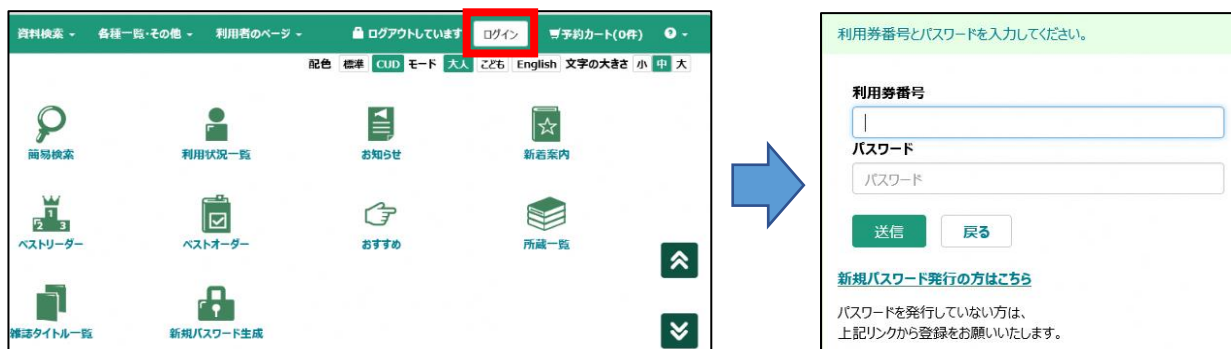 資料検索 各種一覧・その他 利用者のページ ログアウトしています ログイン 予約カート(0件)
配色 標準 CUD モード 大人 こども English 文字の大きさ 小 中 大
簡易検索 利用状況一覧 お知らせ 新着案内
1 2 3
ベストリーダー ベストオーダー おすすめ 所蔵一覧
雑誌タイトル一覧 新規パスワード生成
利用券番号とパスワードを入力してください。
利用券番号
パスワード
パスワード
送信 戻る
新規パスワード発行の方はこちら
パスワードを発行していない方は、
上記リンクから登録をお願いいたします。